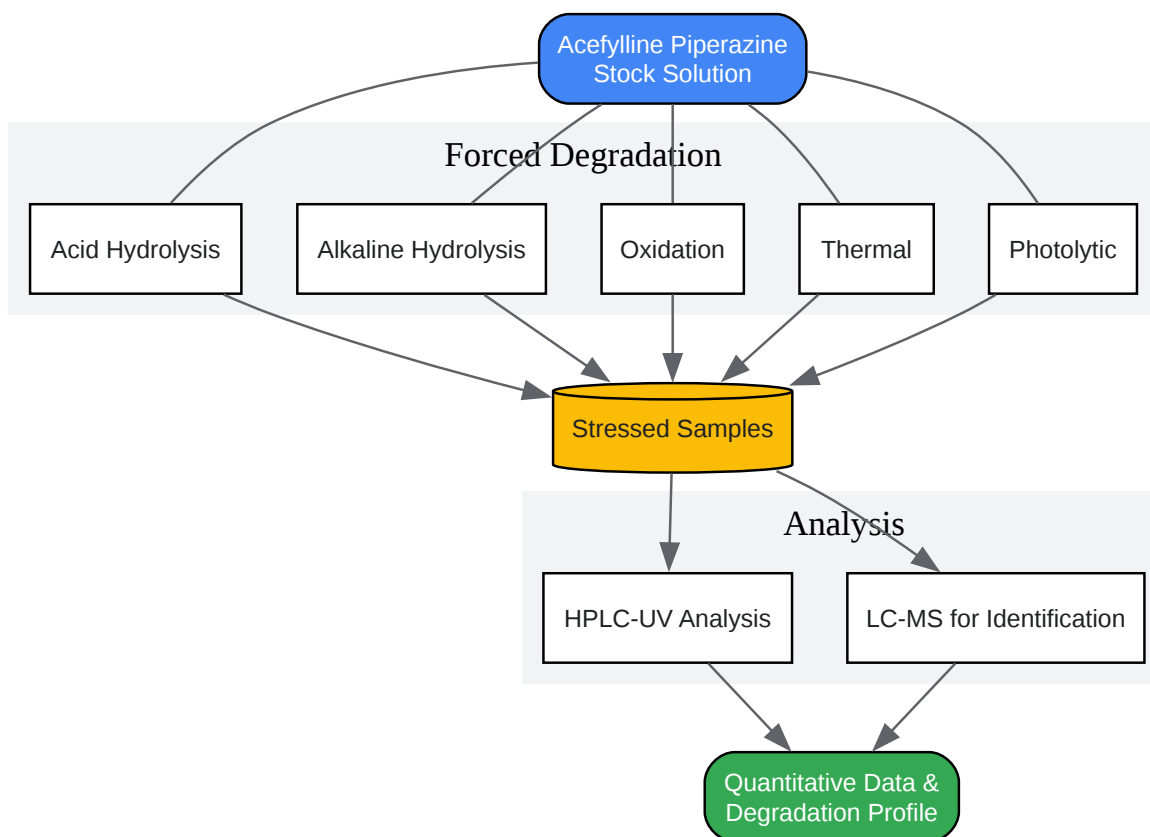 Acefylline Piperazine
Stock Solution
Forced Degradation
Acid Hydrolysis
Alkaline Hydrolysis
Oxidation
Thermal
Photolytic
Stressed Samples
Analysis
HPLC-UV Analysis
LC-MS for Identification
Quantitative Data &
Degradation Profile